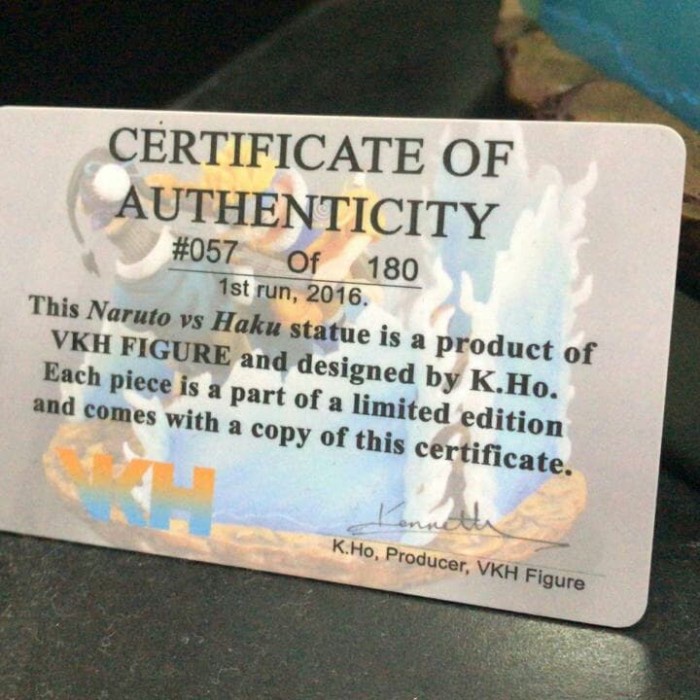 CERTIFICATE OF
AUTHENTICITY
#057 Of 180
1st run, 2016.
This Naruto vs Haku statue is a product of
VKH FIGURE and designed by K.Ho.
Each piece is a part of a limited edition
and comes with a copy of this certificate.
VKH
Kenneth
K.Ho, Producer, VKH Figure